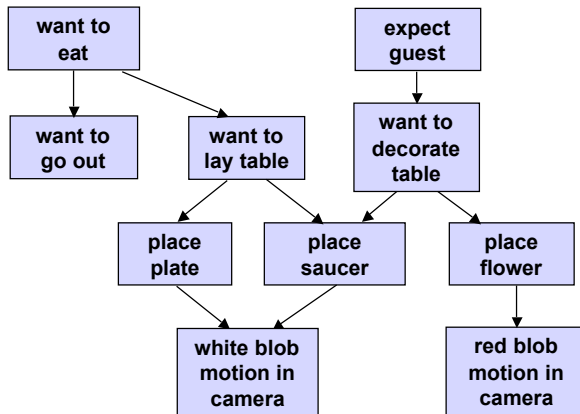 want to
eat
expect
guest
want to
go out
want to
lay table
want to
decorate
table
place
plate
place
saucer
place
flower
white blob
motion in
camera
red blob
motion in
camera